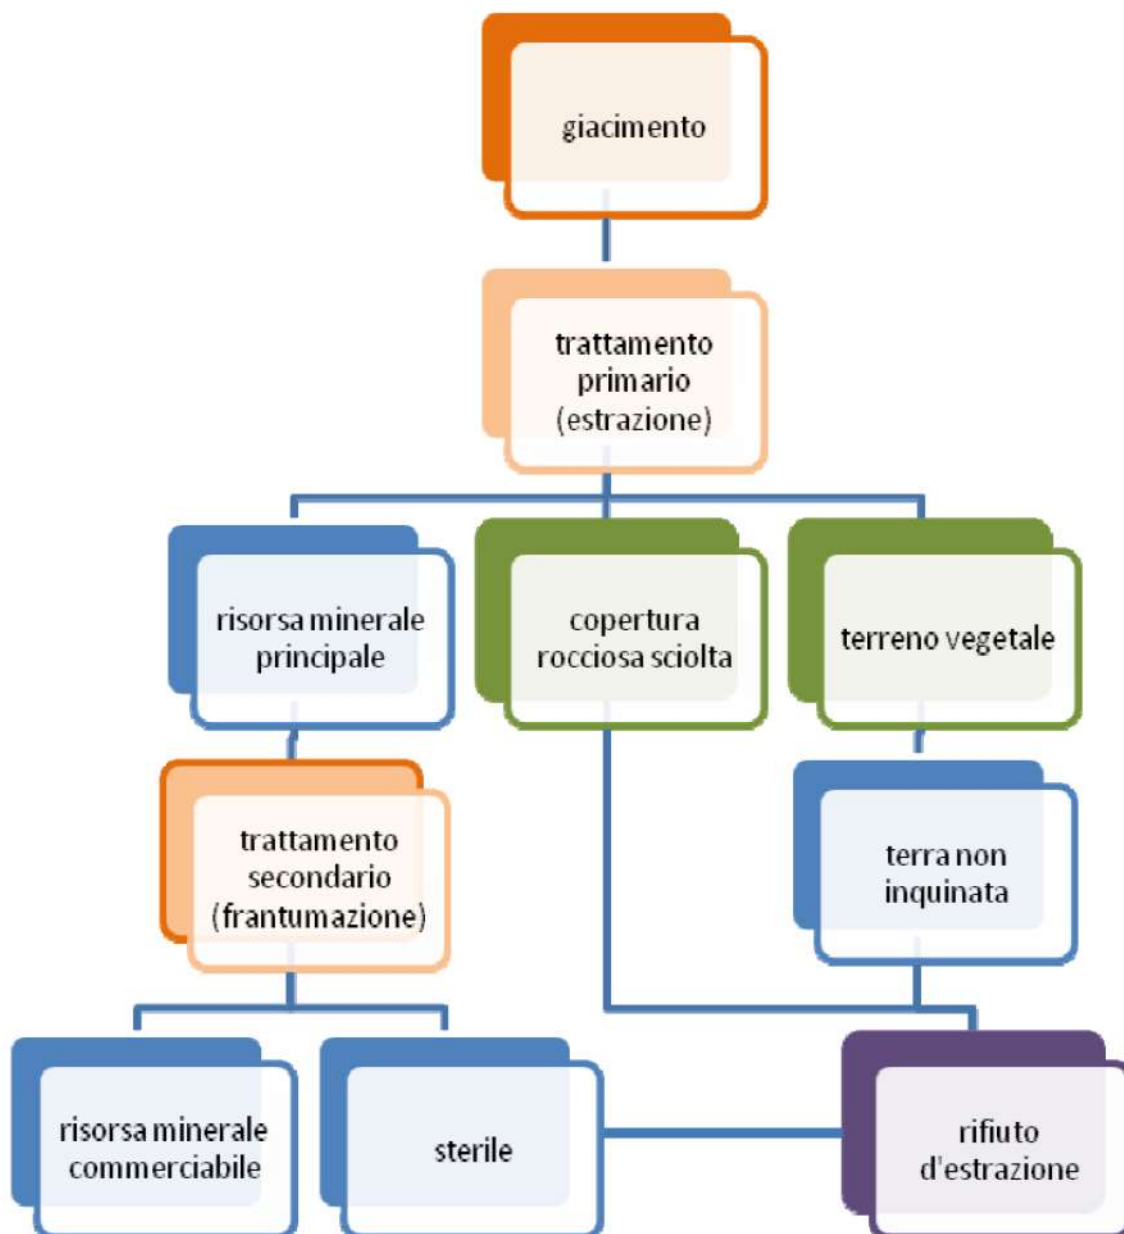 giacimento
trattamento
primario
(estrazione)
risorsa minerale
principale
copertura
rocciosa sciolta
terreno vegetale
trattamento
secondario
(frantumazione)
terra non
inquinata
risorsa minerale
commerciabile
sterile
rifiuto
d'estrazione